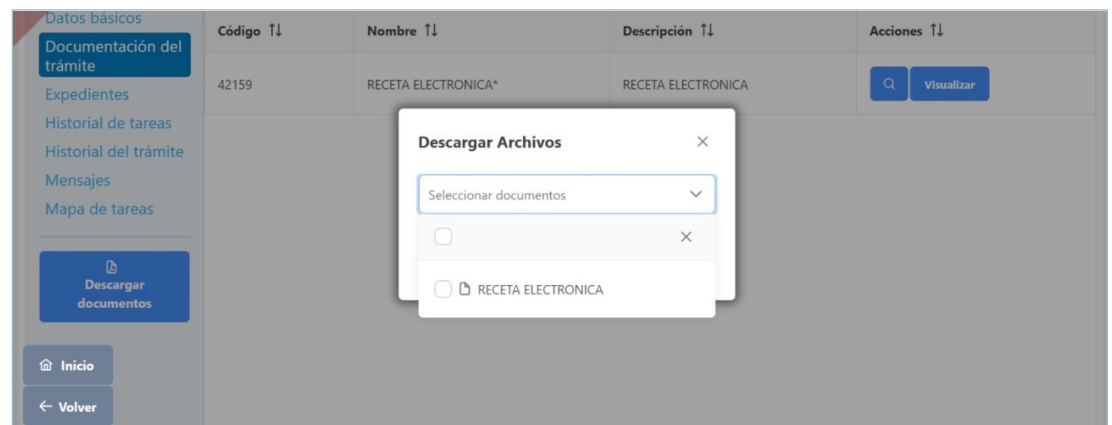 Datos básicos
Documentación del
trámite
Expedientes
Historial de tareas
Historial del trámite
Mensajes
Mapa de tareas
Descargar
documentos
Inicio
Volver
Código Nombre Descripción Acciones
42159 RECETA ELECTRONICA* RECETA ELECTRONICA Visualizar
Descargar Archivos
Seleccionar documentos
RECETA ELECTRONICA